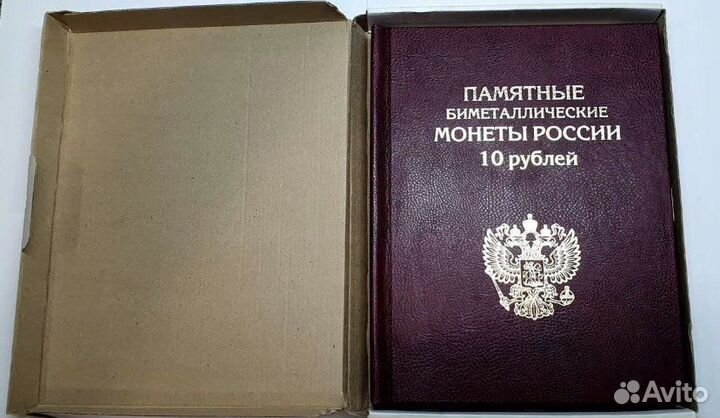 ПАМЯТНЫЕ
БИМЕТАЛЛИЧЕСКИЕ
МОНЕТЫ РОССИИ
10 рублей
Avito